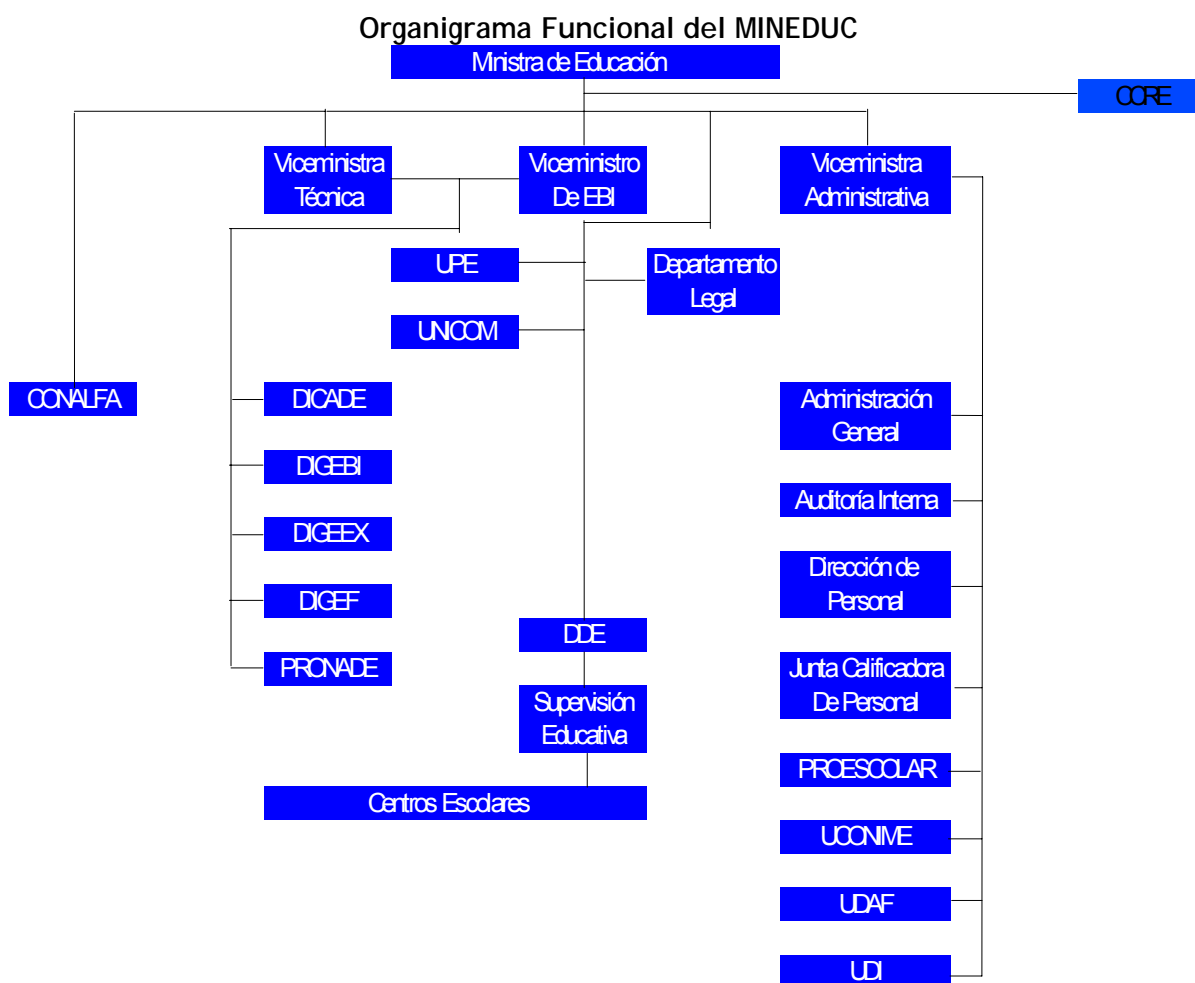 Organigrama Funcional del MINEDUC
Ministra de Educación
CORE
Viceministra
Técnica
Viceministro
De EBI
Viceministra
Administrativa
UPE
Departamento
Legal
UNICOM
CONALFA
DICADE
Administración
General
DIGEBI
Auditoría Interna
DIGEEX
Dirección de
Personal
DIGEF
DDE
PRONADE
Junta Calificadora
De Personal
Supervisión
Educativa
PROESCOLAR
Centros Escolares
UCONIME
UDAF
UDI